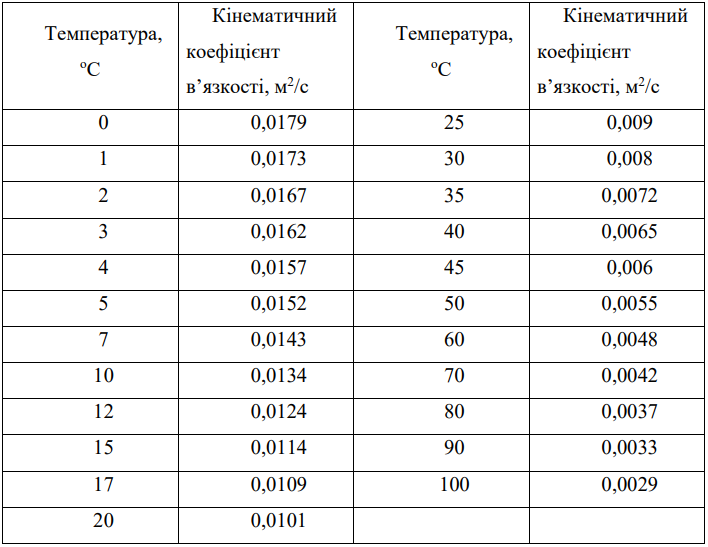 Температура, ºС Кінематичний коефіцієнт в’язкості, м²/с Температура, ºС Кінематичний коефіцієнт в’язкості, м²/с
0 0,0179 25 0,009
1 0,0173 30 0,008
2 0,0167 35 0,0072
3 0,0162 40 0,0065
4 0,0157 45 0,006
5 0,0152 50 0,0055
7 0,0143 60 0,0048
10 0,0134 70 0,0042
12 0,0124 80 0,0037
15 0,0114 90 0,0033
17 0,0109 100 0,0029
20 0,0101